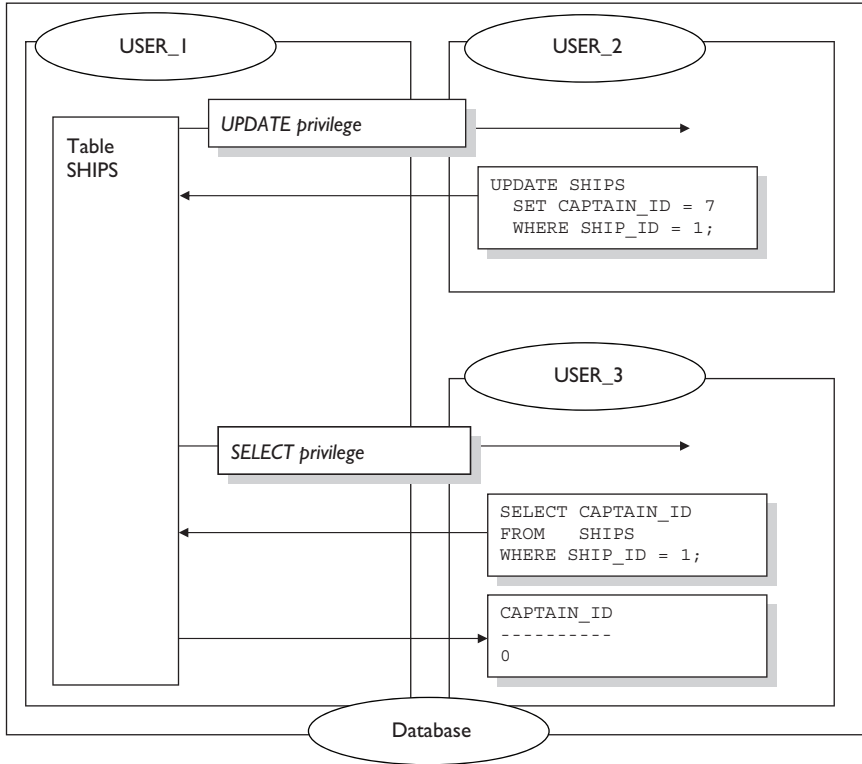 USER_1
USER_2
UPDATE privilege
Table
SHIPS
UPDATE SHIPS
SET CAPTAIN_ID = 7
WHERE SHIP_ID = 1;
USER_3
SELECT privilege
SELECT CAPTAIN_ID
FROM SHIPS
WHERE SHIP_ID = 1;
CAPTAIN_ID
----------
0
Database